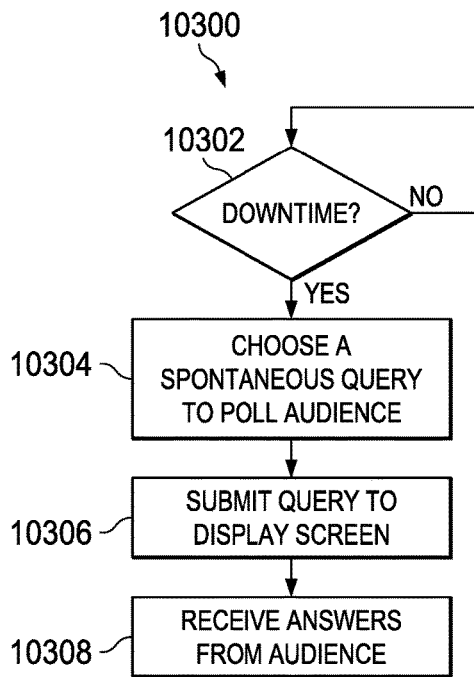 10300
10302
DOWNTIME?
NO
YES
10304
CHOOSE A
SPONTANEOUS QUERY
TO POLL AUDIENCE
10306
SUBMIT QUERY TO
DISPLAY SCREEN
10308
RECEIVE ANSWERS
FROM AUDIENCE